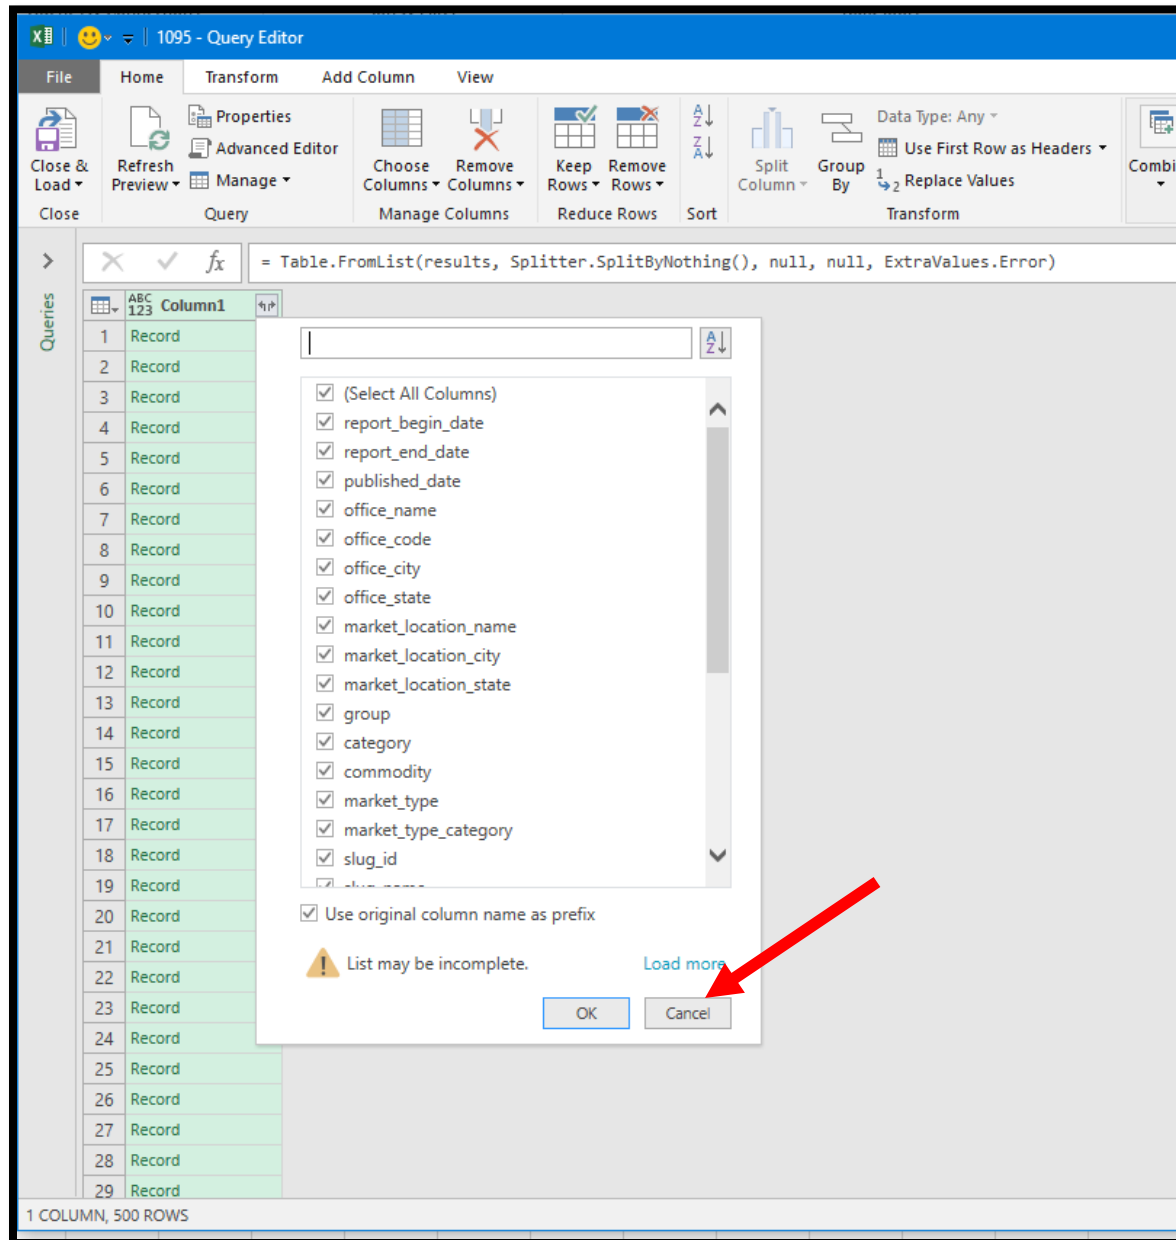 1095 - Query Editor
File Home Transform Add Column View
Close & Load
Refresh Preview
Properties
Advanced Editor
Manage
Choose Columns
Remove Columns
Keep Rows
Remove Rows
A Z
Z A
Split Column
Group By
Data Type: Any
Use First Row as Headers
1 2 Replace Values
Combi
Close Query Manage Columns Reduce Rows Sort Transform
fx = Table.FromList(results, Splitter.SplitByNothing(), null, null, ExtraValues.Error)
Queries
ABC 123 Column1
1 Record
2 Record
3 Record
4 Record
5 Record
6 Record
7 Record
8 Record
9 Record
10 Record
11 Record
12 Record
13 Record
14 Record
15 Record
16 Record
17 Record
18 Record
19 Record
20 Record
21 Record
22 Record
23 Record
24 Record
25 Record
26 Record
27 Record
28 Record
29 Record
A Z
(Select All Columns)
report_begin_date
report_end_date
published_date
office_name
office_code
office_city
office_state
market_location_name
market_location_city
market_location_state
group
category
commodity
market_type
market_type_category
slug_id
slug_name
Use original column name as prefix
List may be incomplete. Load more
OK Cancel
1 COLUMN, 500 ROWS